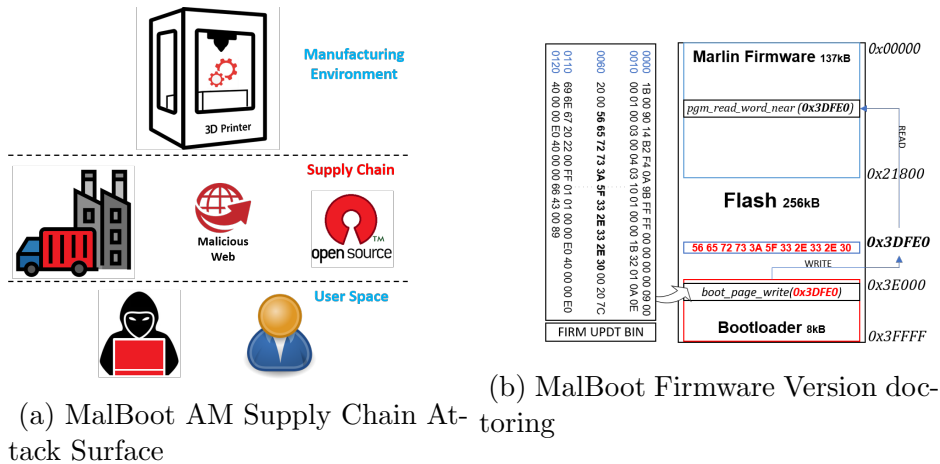 3D Printer
Manufacturing
Environment
Supply Chain
Malicious
Web
TM
open source
User Space
(a) MalBoot AM Supply Chain At-
tack Surface
0000 1B 00 90 14 B2 F4 0A 9B FF FF 00 00 00 00 09 00
0010 00 01 00 03 00 04 03 10 01 00 00 1B 32 01 0A 0E
0060 20 00 56 65 72 73 3A 5F 33 2E 33 2E 30 00 20 7C
0110 69 6E 67 20 22 00 FF 01 01 00 00 E0 40 00 00 E0
0120 40 00 00 E0 40 00 00 66 43 00 89
FIRM UPDT BIN
Marlin Firmware 137kB
0x00000
pgm_read_word_near (0x3DFE0)
READ
0x21800
Flash 256kB
0x3DFE0
56 65 72 73 3A 5F 33 2E 33 2E 30
WRITE
0x3E000
boot_page_write(0x3DFE0)
Bootloader 8kB
0x3FFFF
(b) MalBoot Firmware Version doc-
toring